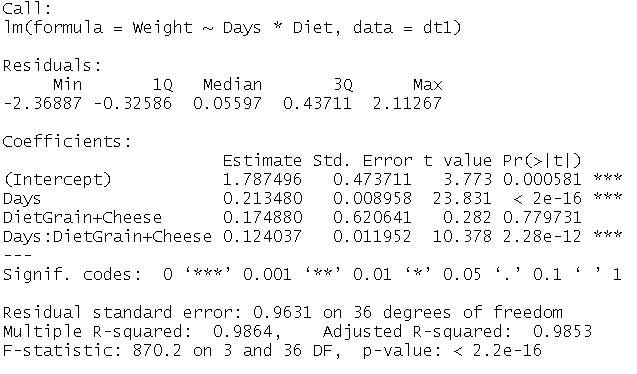 Call:
lm(formula = Weight ~ Days * Diet, data = dt1)
Residuals:
Min 1Q Median 3Q Max
-2.36887 -0.32586 0.05597 0.43711 2.11267
Coefficients:
Estimate Std. Error t value Pr(>|t|)
(Intercept) 1.787496 0.473711 3.773 0.000581 ***
Days 0.213480 0.008958 23.831 < 2e-16 ***
DietGrain+Cheese 0.174880 0.620641 0.282 0.779731
Days:DietGrain+Cheese 0.124037 0.011952 10.378 2.28e-12 ***
---
Signif. codes: 0 ‘***’ 0.001 ‘**’ 0.01 ‘*’ 0.05 ‘.’ 0.1 ‘ ’ 1
Residual standard error: 0.9631 on 36 degrees of freedom
Multiple R-squared: 0.9864, Adjusted R-squared: 0.9853
F-statistic: 870.2 on 3 and 36 DF, p-value: < 2.2e-16